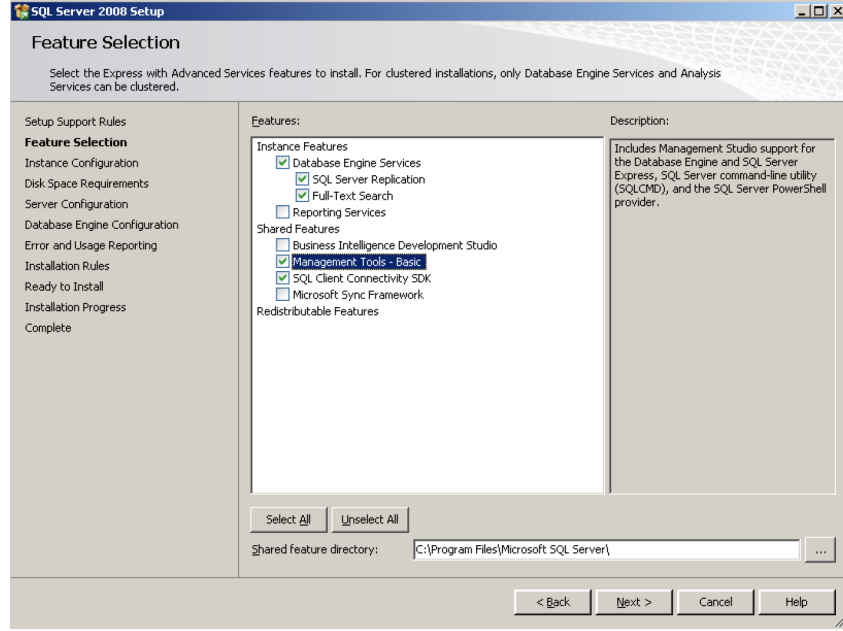 SQL Server 2008 Setup
Feature Selection
Select the Express with Advanced Services features to install. For clustered installations, only Database Engine Services and Analysis
Services can be clustered.
Setup Support Rules
Feature Selection
Instance Configuration
Disk Space Requirements
Server Configuration
Database Engine Configuration
Error and Usage Reporting
Installation Rules
Ready to Install
Installation Progress
Complete
Features:
Instance Features
Database Engine Services
SQL Server Replication
Full-Text Search
Reporting Services
Shared Features
Business Intelligence Development Studio
Management Tools - Basic
SQL Client Connectivity SDK
Microsoft Sync Framework
Redistributable Features
Description:
Includes Management Studio support for
the Database Engine and SQL Server
Express, SQL Server command-line utility
(SQLCMD), and the SQL Server PowerShell
provider.
Select All
Unselect All
Shared feature directory:
C:\Program Files\Microsoft SQL Server\
...
< Back
Next >
Cancel
Help